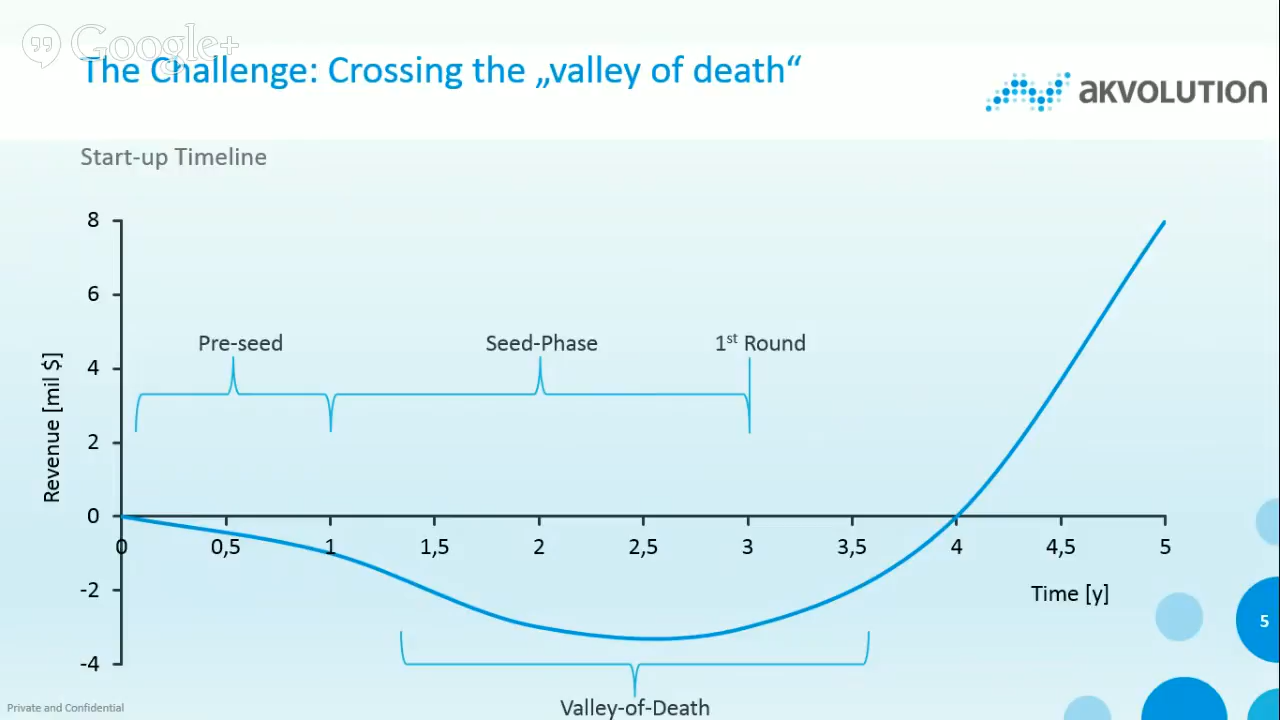 Google+
The Challenge: Crossing the „valley of death“
AKVOLUTION
Start-up Timeline
8
6
4
2
0
-2
-4
Revenue [mil $]
Pre-seed
Seed-Phase
1st Round
0 0,5 1 1,5 2 2,5 3 3,5 4 4,5 5
Time [y]
Valley-of-Death
5
Private and Confidential